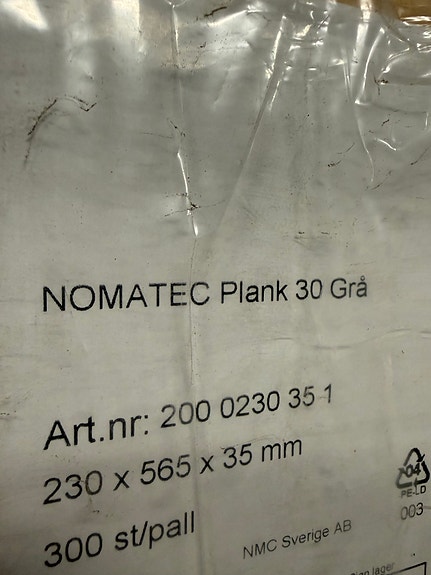 NOMATEC Plank 30 Grå
Art.nr: 200 0230 35 1
230 x 565 x 35 mm
04
PE-LD
300 st/pall
NMC Sverige AB
003
lager